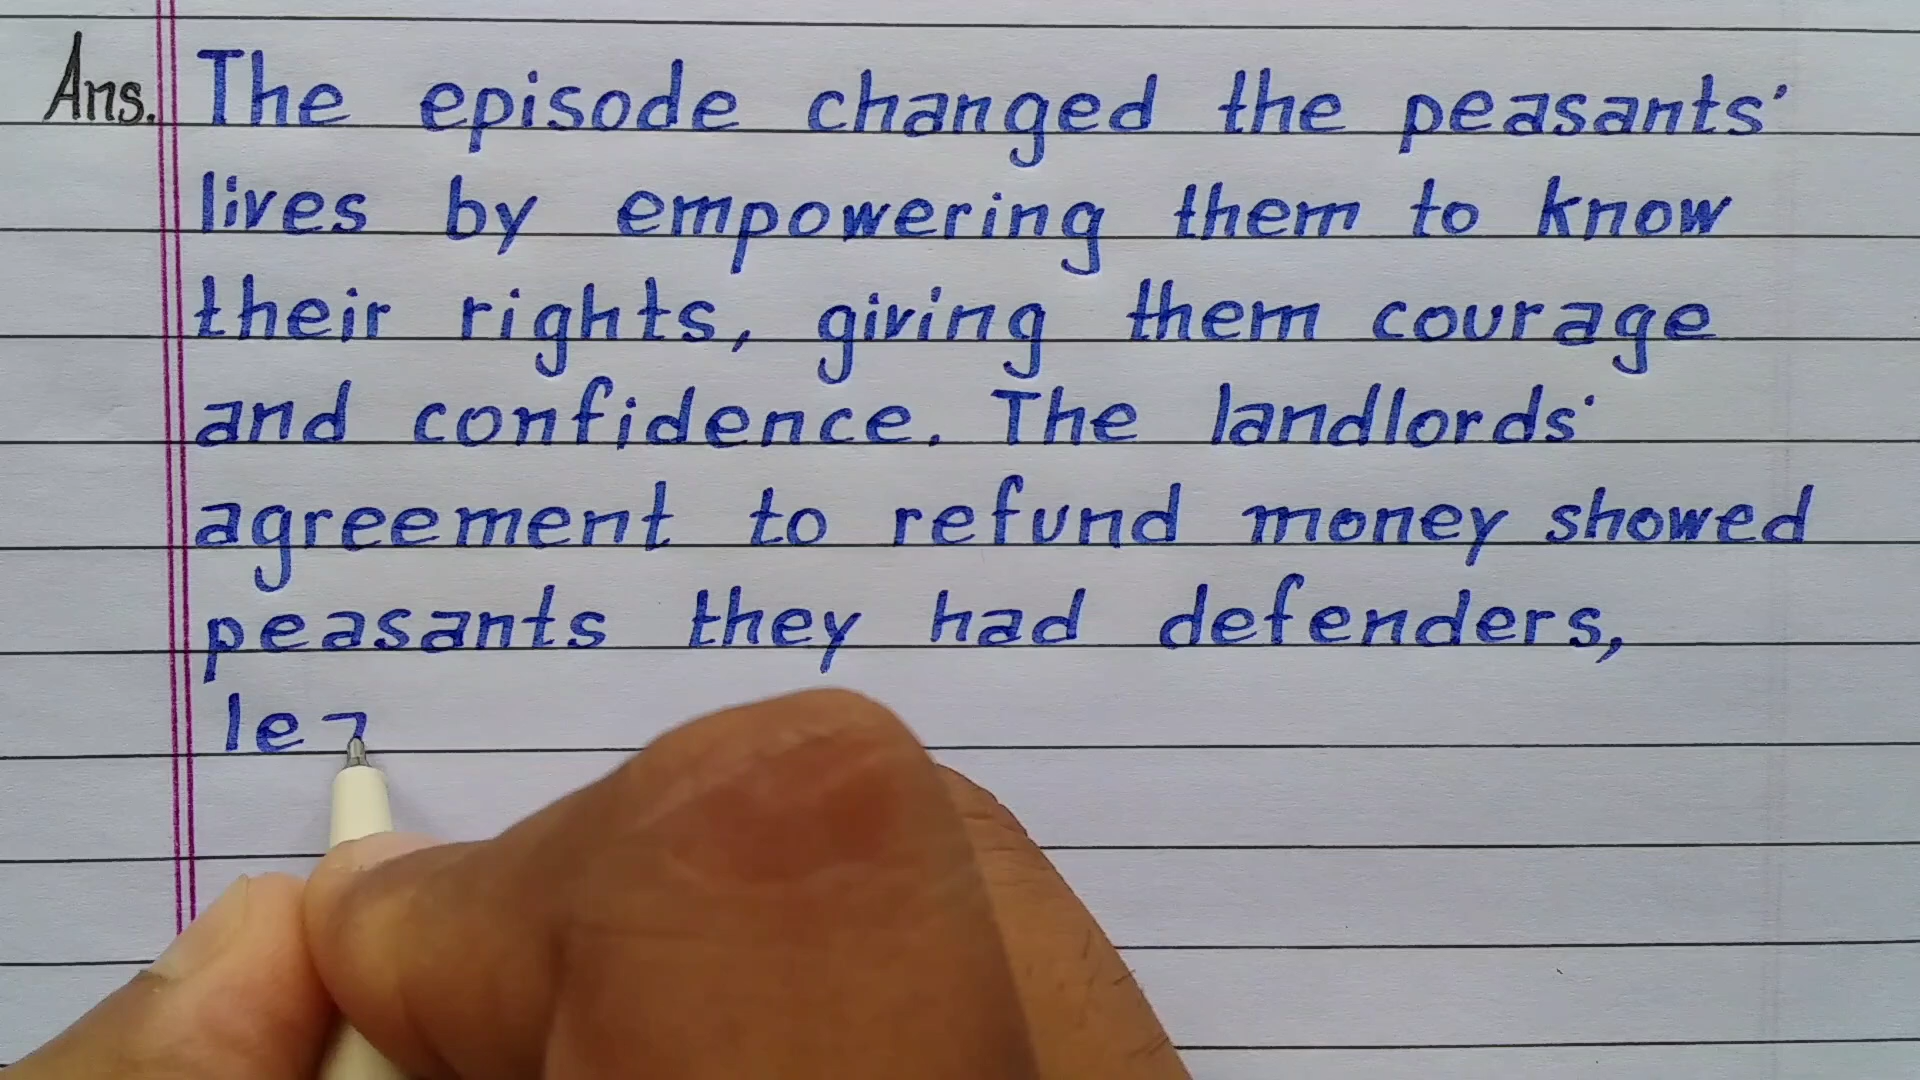 Ans. The episode changed the peasants'
lives by empowering them to know
their rights, giving them courage
and confidence. The landlords'
agreement to refund money showed
peasants they had defenders,